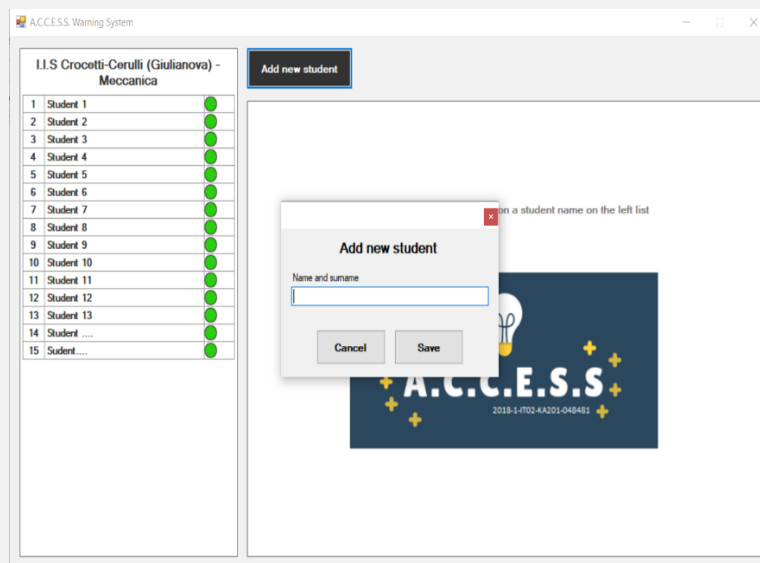 A.C.C.E.S.S. Warning System
I.I.S Crocetti-Cerulli (Giulianova) -
Meccanica
Add new student
1 Student 1
2 Student 2
3 Student 3
4 Student 4
5 Student 5
6 Student 6
7 Student 7
8 Student 8
9 Student 9
10 Student 10
11 Student 11
12 Student 12
13 Student 13
14 Student ....
15 Sudent....
on a student name on the left list
Add new student
Name and surname
Cancel Save
A.C.C.E.S.S
2018-1-IT02-KA201-048481